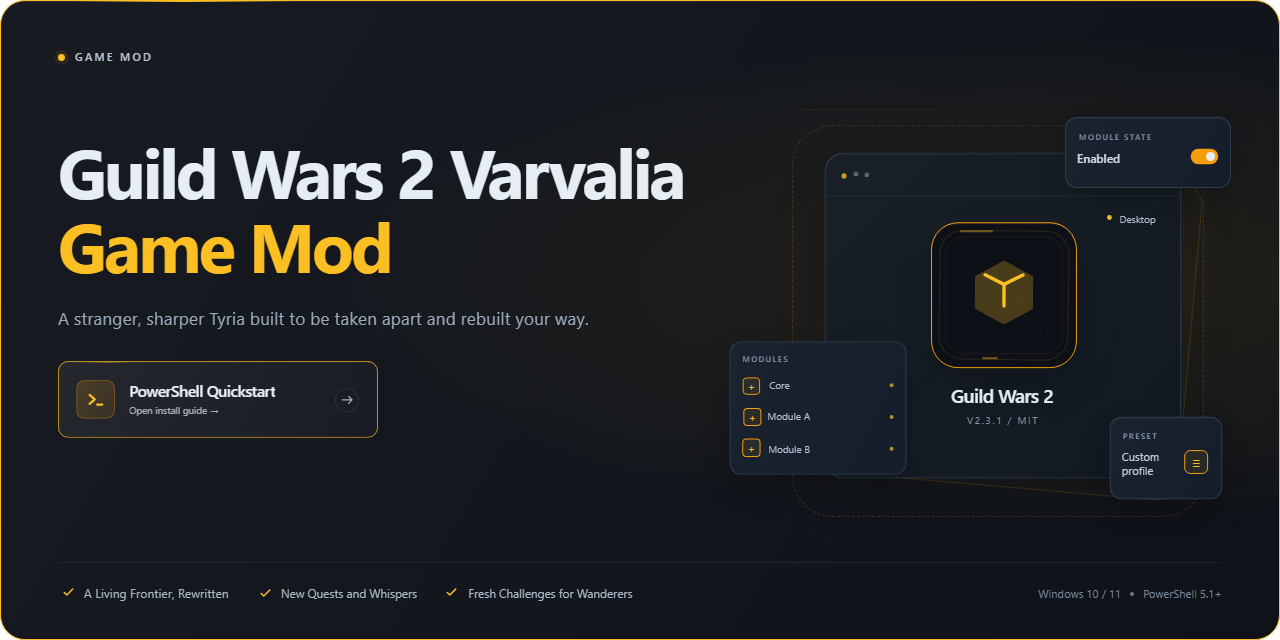 GAME MOD
Guild Wars 2 Varvalia
Game Mod
A stranger, sharper Tyria built to be taken apart and rebuilt your way.
PowerShell Quickstart
Open install guide →
MODULE STATE
Enabled
Desktop
MODULES
Core
Module A
Module B
Guild Wars 2
V2.3.1 / MIT
PRESET
Custom
profile
A Living Frontier, Rewritten
New Quests and Whispers
Fresh Challenges for Wanderers
Windows 10 / 11 • PowerShell 5.1+